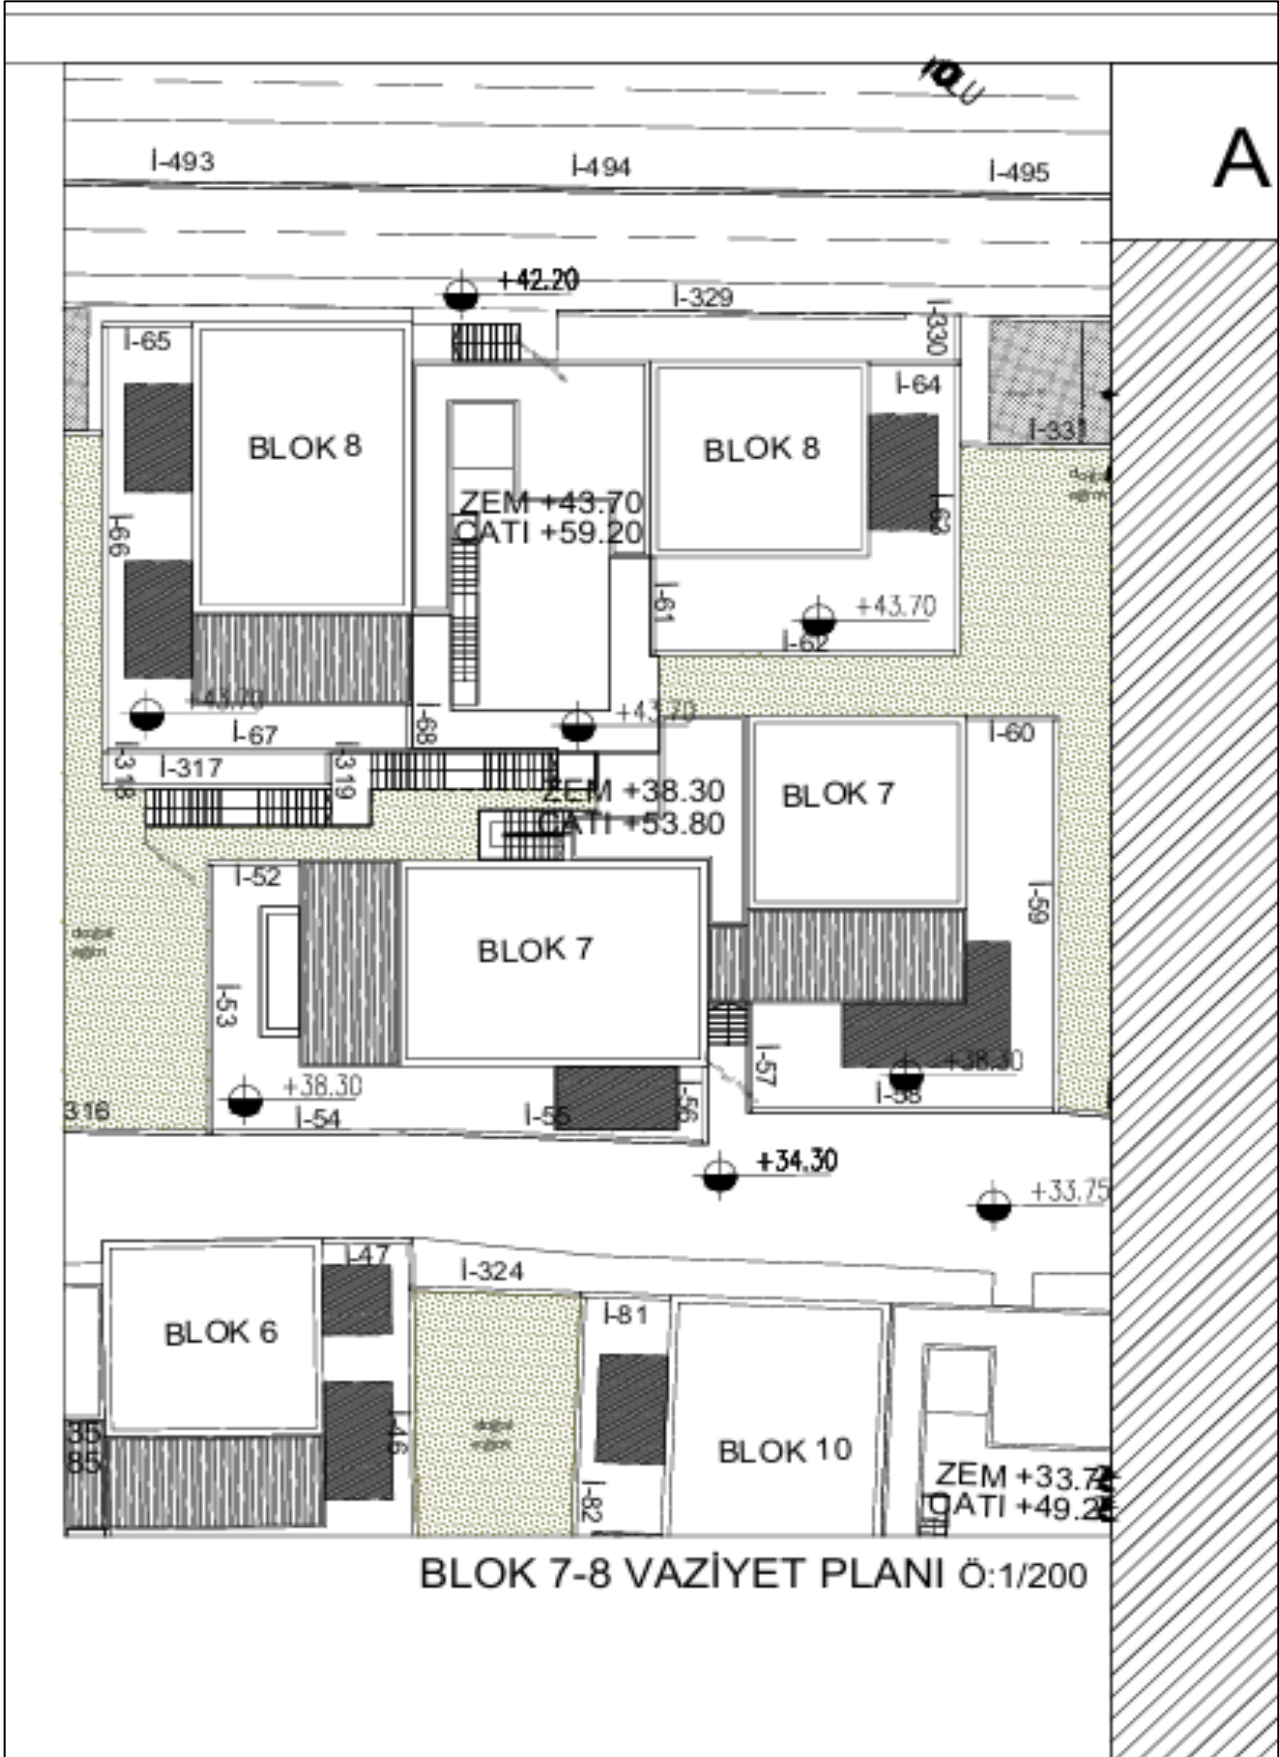 YOLU
A
İ-493
İ-494
İ-495
+42.20
İ-329
İ-330
İ-65
İ-64
BLOK 8
BLOK 8
İ-331
ZEM +43.70
ÇATI +59.20
İ-66
İ-63
İ-61
+43.70
İ-62
+43.70
+43.70
İ-67
İ-68
İ-60
İ-318
İ-317
İ-319
ZEM +38.30
ÇATI +53.80
BLOK 7
İ-52
İ-59
BLOK 7
İ-53
İ-57
+38.30
+38.30
316
İ-54
İ-55
İ-56
İ-58
+34.30
+33.75
İ-47
İ-324
İ-81
BLOK 6
İ-46
35
85
BLOK 10
ZEM +33.7
ÇATI +49.2
İ-82
BLOK 7-8 VAZİYET PLANI Ö:1/200